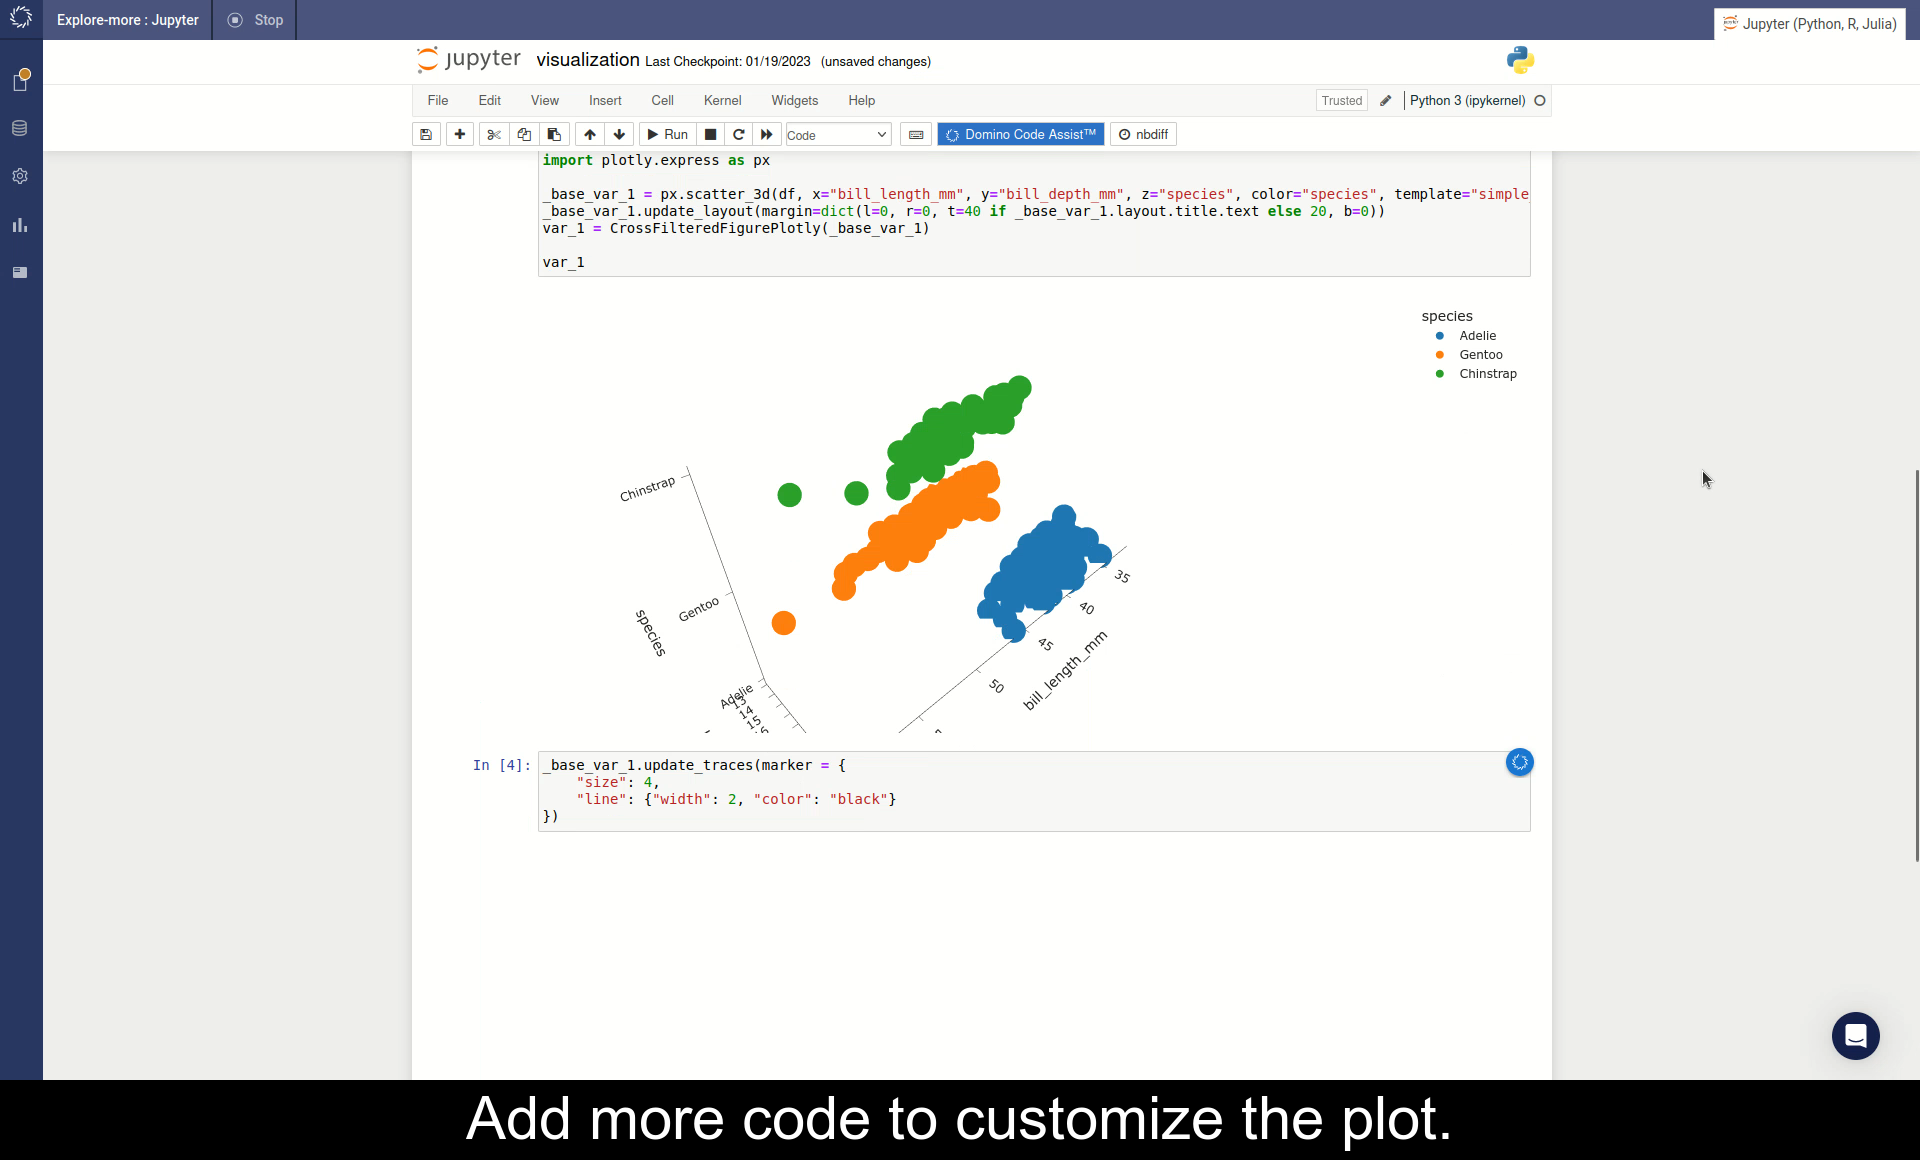 Explore-more : Jupyter
Stop
Jupyter (Python, R, Julia)
jupyter visualization Last Checkpoint: 01/19/2023 (unsaved changes)
File Edit View Insert Cell Kernel Widgets Help
Trusted Python 3 (ipykernel)
Run Code Domino Code Assist™ nbdiff
import plotly.express as px
_base_var_1 = px.scatter_3d(df, x="bill_length_mm", y="bill_depth_mm", z="species", color="species", template="simple
_base_var_1.update_layout(margin=dict(l=0, r=0, t=40 if _base_var_1.layout.title.text else 20, b=0))
var_1 = CrossFilteredFigurePlotly(_base_var_1)
var_1
species
Adelie
Gentoo
Chinstrap
Chinstrap
Gentoo
species
Adelie
13
14
15
35
40
45
50
bill_length_mm
In [4]:
_base_var_1.update_traces(marker = {
"size": 4,
"line": {"width": 2, "color": "black"}
})
Add more code to customize the plot.